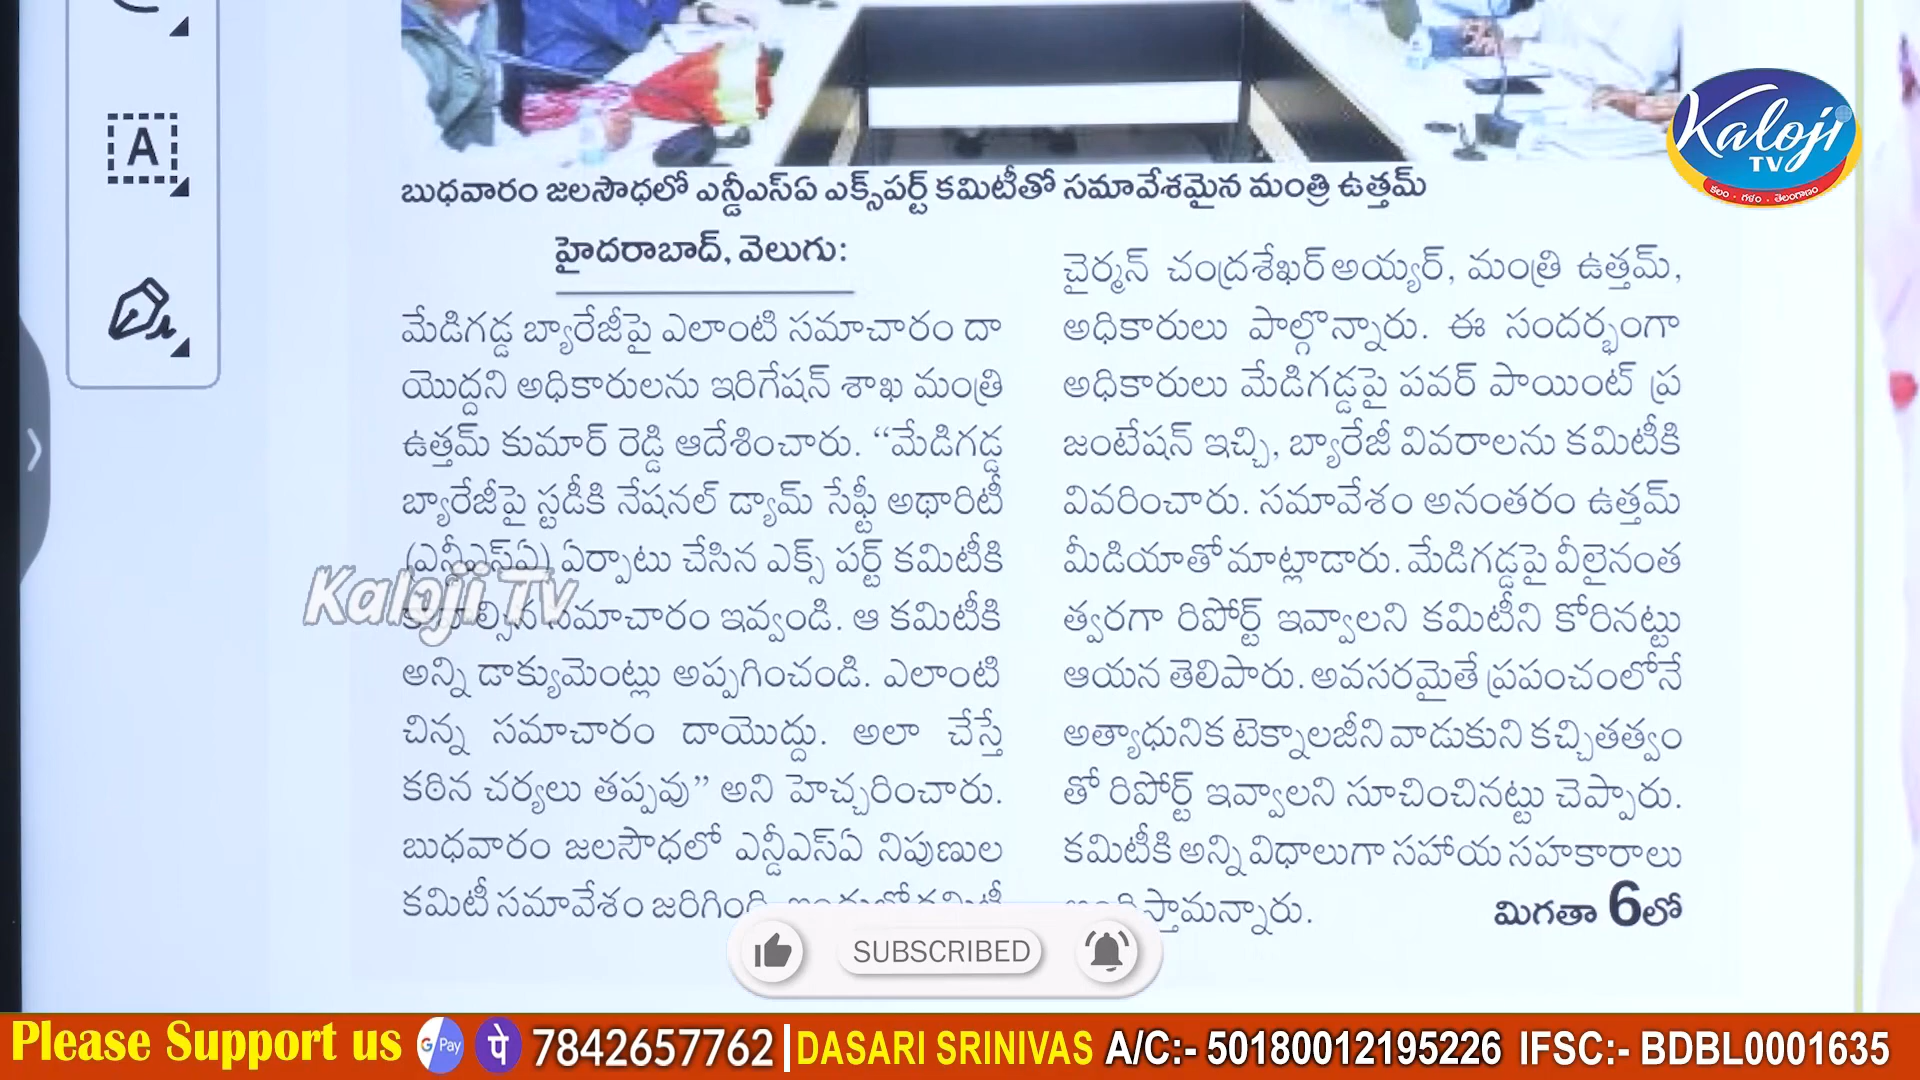 A
Kaloji
TV
కలం · గళం · తెలంగాణం
బుధవారం జలసౌధలో ఎన్డీఎస్ఏ ఎక్స్‌పర్ట్ కమిటీతో సమావేశమైన మంత్రి ఉత్తమ్
హైదరాబాద్, వెలుగు:
మేడిగడ్డ బ్యారేజీపై ఎలాంటి సమాచారం దా
యొద్దని అధికారులను ఇరిగేషన్ శాఖ మంత్రి
ఉత్తమ్ కుమార్ రెడ్డి ఆదేశించారు. “మేడిగడ్డ
బ్యారేజీపై స్టడీకి నేషనల్ డ్యామ్ సేఫ్టీ అథారిటీ
(ఎన్డీఎస్ఏ) ఏర్పాటు చేసిన ఎక్స్ పర్ట్ కమిటీకి
సమాచారం ఇవ్వండి. ఆ కమిటీకి
Kaloji Tv
అన్ని డాక్యుమెంట్లు అప్పగించండి. ఎలాంటి
చిన్న సమాచారం దాయొద్దు. అలా చేస్తే
కఠిన చర్యలు తప్పవు” అని హెచ్చరించారు.
బుధవారం జలసౌధలో ఎన్డీఎస్ఏ నిపుణుల
కమిటీ సమావేశం జరిగింది.
చైర్మన్ చంద్రశేఖర్ అయ్యర్, మంత్రి ఉత్తమ్,
అధికారులు పాల్గొన్నారు. ఈ సందర్భంగా
అధికారులు మేడిగడ్డపై పవర్ పాయింట్ ప్ర
జంటేషన్ ఇచ్చి, బ్యారేజీ వివరాలను కమిటీకి
వివరించారు. సమావేశం అనంతరం ఉత్తమ్
మీడియాతో మాట్లాడారు. మేడిగడ్డపై వీలైనంత
త్వరగా రిపోర్ట్ ఇవ్వాలని కమిటీని కోరినట్టు
ఆయన తెలిపారు. అవసరమైతే ప్రపంచంలోనే
అత్యాధునిక టెక్నాలజీని వాడుకుని కచ్చితత్వం
తో రిపోర్ట్ ఇవ్వాలని సూచించినట్టు చెప్పారు.
కమిటీకి అన్ని విధాలుగా సహాయ సహకారాలు
మిగతా 6లో
SUBSCRIBED
Please Support us G Pay पे 7842657762 | DASARI SRINIVAS A/C:- 50180012195226 IFSC:- BDBL0001635